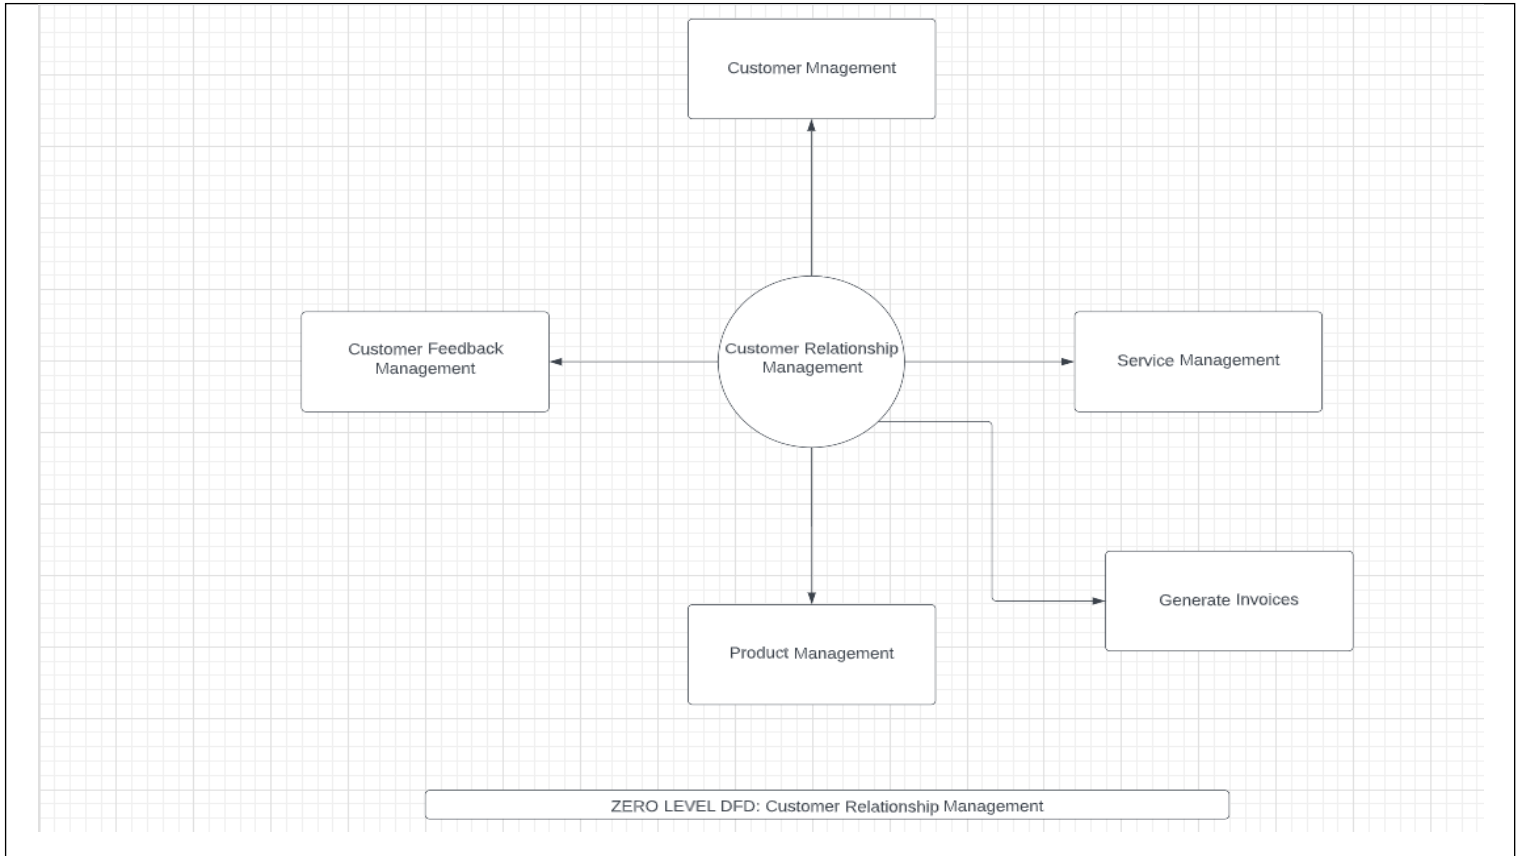 Customer Mnagement
Customer Feedback
Management
Customer Relationship
Management
Service Management
Generate Invoices
Product Management
ZERO LEVEL DFD: Customer Relationship Management